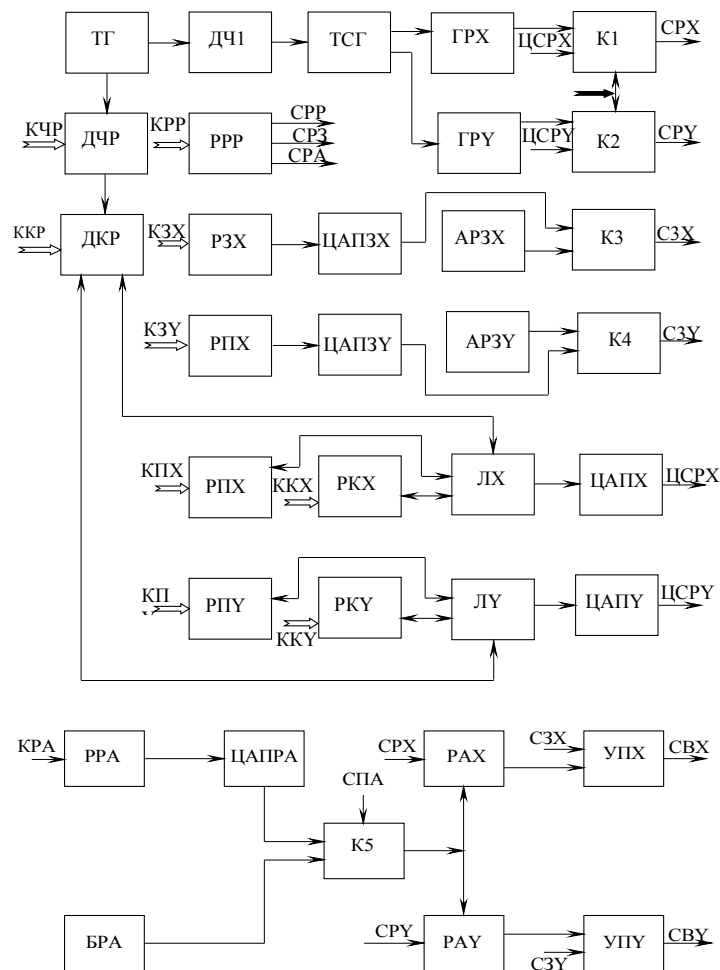 ТГ
ДЧ1
ТСГ
ГРХ
ЦСРХ
К1
СРХ
КЧР
ДЧР
КРР
РРР
СРР
СРЗ
СРА
ГРY
ЦСРY
К2
СРY
ККР
ДКР
КЗХ
РЗХ
ЦАПЗХ
АРЗХ
К3
СЗХ
КЗY
РПХ
ЦАПЗY
АРЗY
К4
СЗY
КПХ
РПХ
ККХ
РКХ
ЛХ
ЦАПХ
ЦСРХ
КП
РПY
ККY
РКY
ЛY
ЦАПY
ЦСРY
КРА
РРА
ЦАПРА
СПА
К5
СРХ
РАХ
СЗХ
УПХ
СВХ
БРА
СРY
РАY
СЗY
УПY
СВY